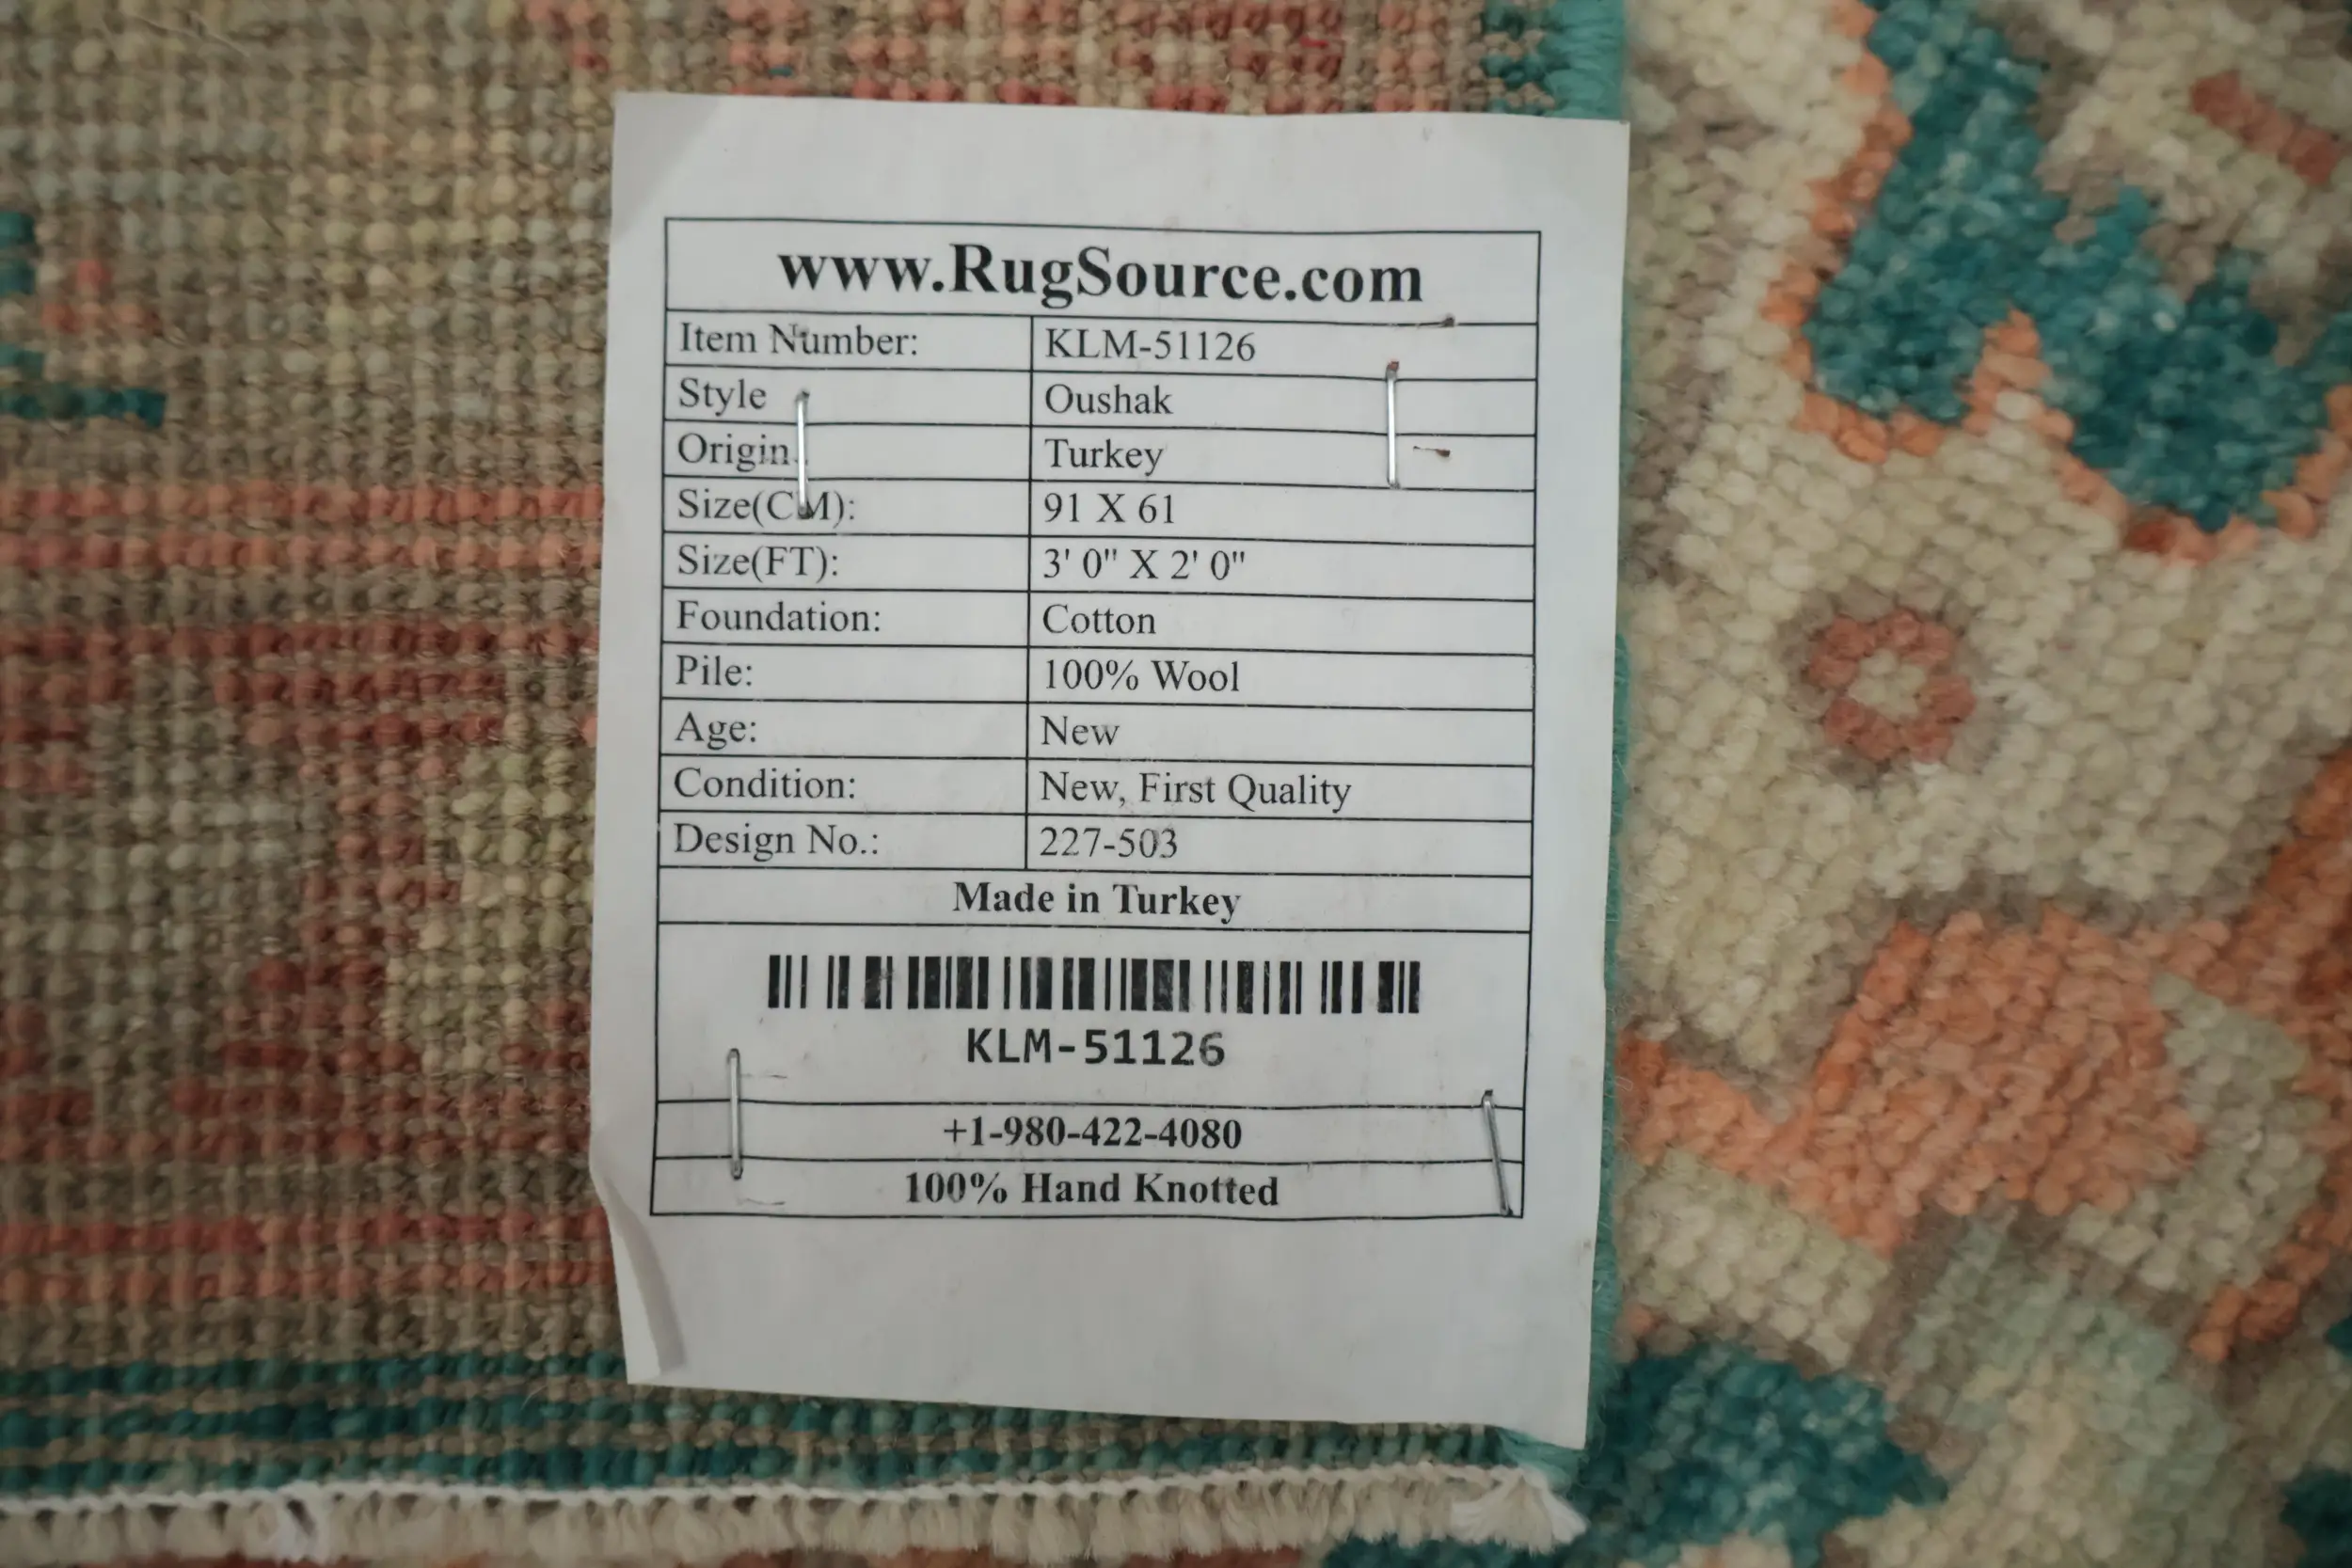 www.RugSource.com
Item Number: KLM-51126
Style Oushak
Origin Turkey
Size(CM): 91 X 61
Size(FT): 3' 0" X 2' 0"
Foundation: Cotton
Pile: 100% Wool
Age: New
Condition: New, First Quality
Design No.: 227-503
Made in Turkey
KLM-51126
+1-980-422-4080
100% Hand Knotted